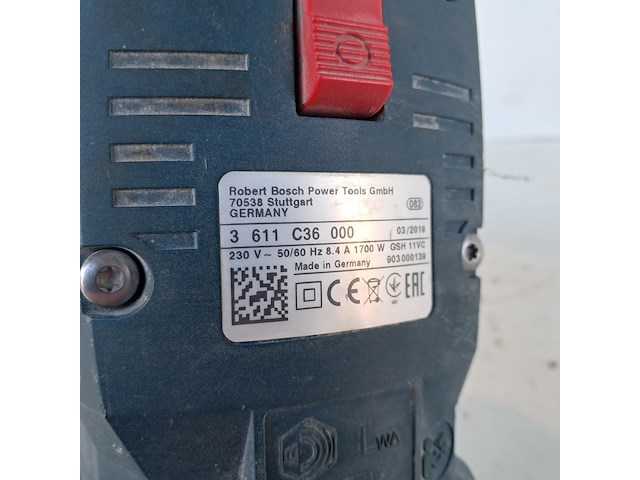 Robert Bosch Power Tools GmbH
70538 Stuttgart
GERMANY
082
3 611 C36 000
03/2019
230 V ~ 50/60 Hz 8.4 A 1700 W GSH 11VC
Made in Germany 903000139
CE EAC